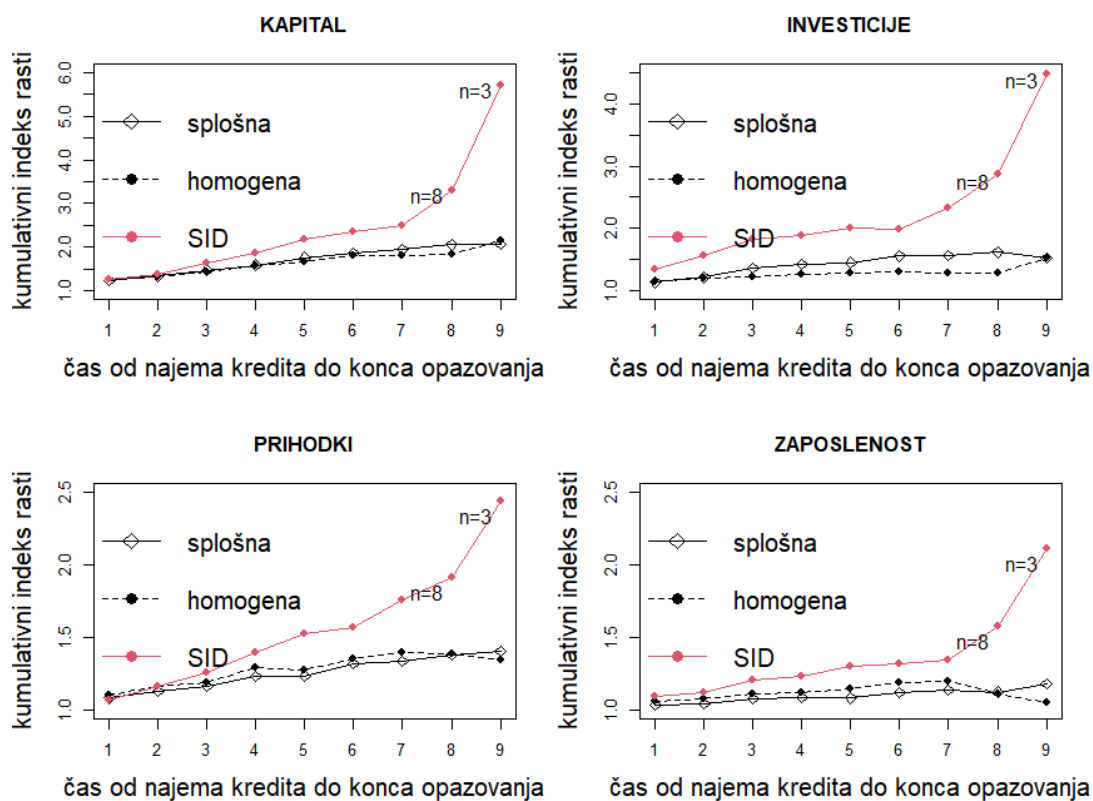 KAPITAL
kumulativni indeks rasti
6.0
5.0
4.0
3.0
2.0
1.0
n=3
n=8
splošna
homogena
SID
1 2 3 4 5 6 7 8 9
čas od najema kredita do konca opazovanja
INVESTICIJE
kumulativni indeks rasti
4.0
3.0
2.0
1.0
n=3
n=8
splošna
homogena
SID
1 2 3 4 5 6 7 8 9
čas od najema kredita do konca opazovanja
PRIHODKI
kumulativni indeks rasti
2.5
2.0
1.5
1.0
n=3
n=8
splošna
homogena
SID
1 2 3 4 5 6 7 8 9
čas od najema kredita do konca opazovanja
ZAPOSLENOST
kumulativni indeks rasti
2.5
2.0
1.5
1.0
n=3
n=8
splošna
homogena
SID
1 2 3 4 5 6 7 8 9
čas od najema kredita do konca opazovanja